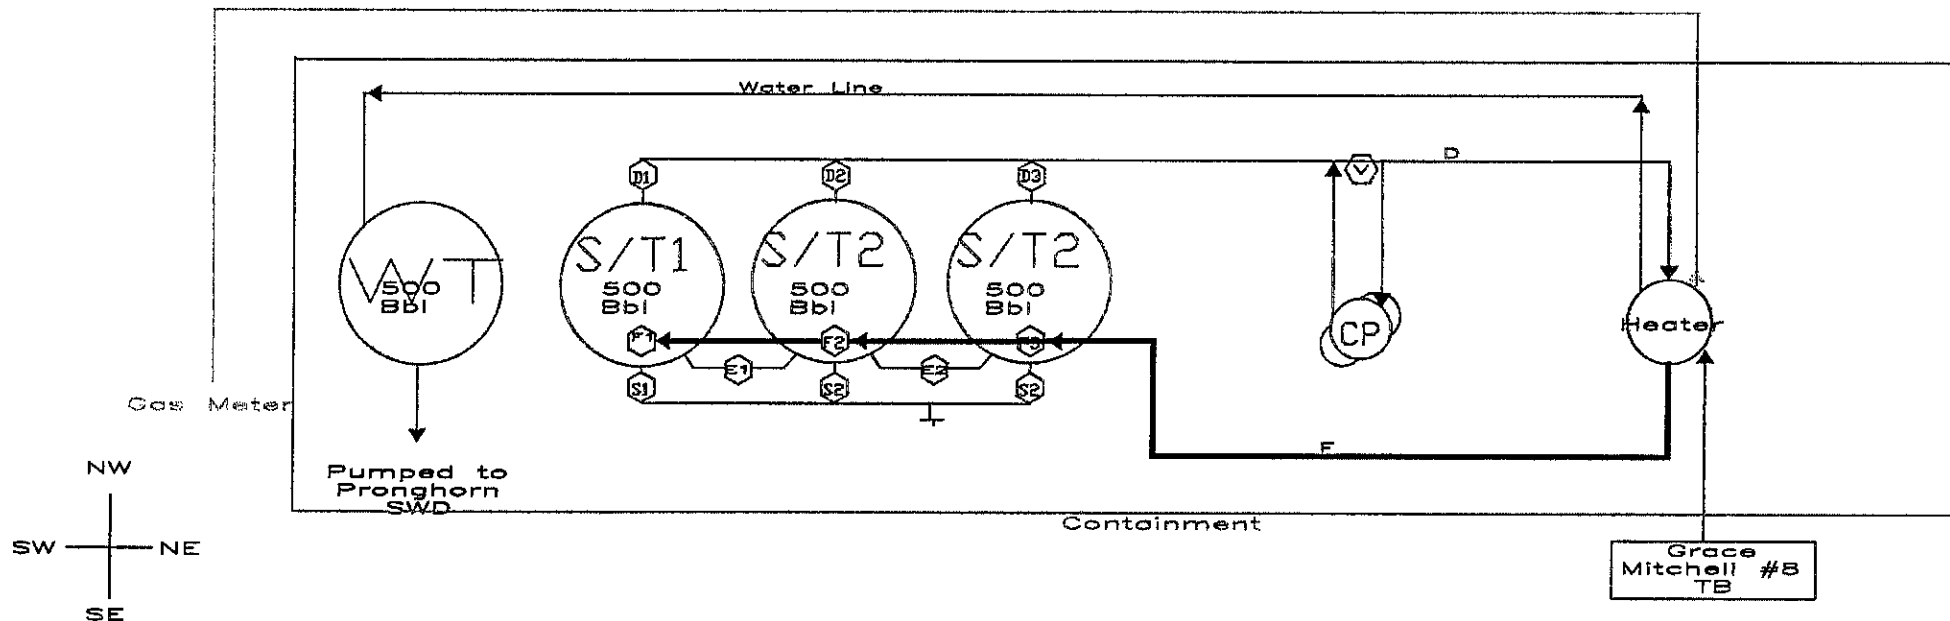 Water Line
D
V
D1
D2
D3
WT
500
Bbl
S/T1
500
Bbl
S/T2
500
Bbl
S/T2
500
Bbl
CP
Heater
F1
F2
F3
E1
E2
S1
S2
S2
Gas Meter
F
NW
SW
NE
SE
Pumped to
Pronghorn
SWD
Containment
Grace
Mitchell #8
TB